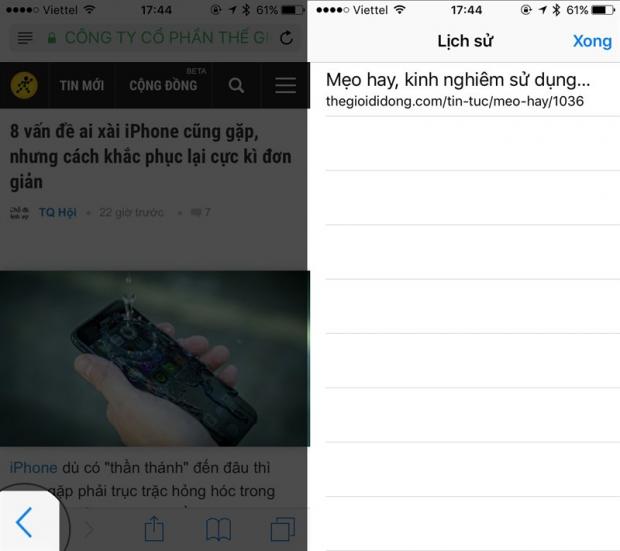 Viettel 17:44 61%
CÔNG TY CỔ PHẦN THẾ GI
BETA
TIN MỚI CỘNG ĐỒNG
8 vấn đề ai xài iPhone cũng gặp,
nhưng cách khắc phục lại cực kì đơn
giản
TQ Hội • 22 giờ trước • 7
iPhone dù có "thần thánh" đến đâu thì
gặp phải trục trặc hỏng hóc trong
Viettel 17:44 61%
Lịch sử Xong
Mẹo hay, kinh nghiêm sử dụng...
thegioididong.com/tin-tuc/meo-hay/1036